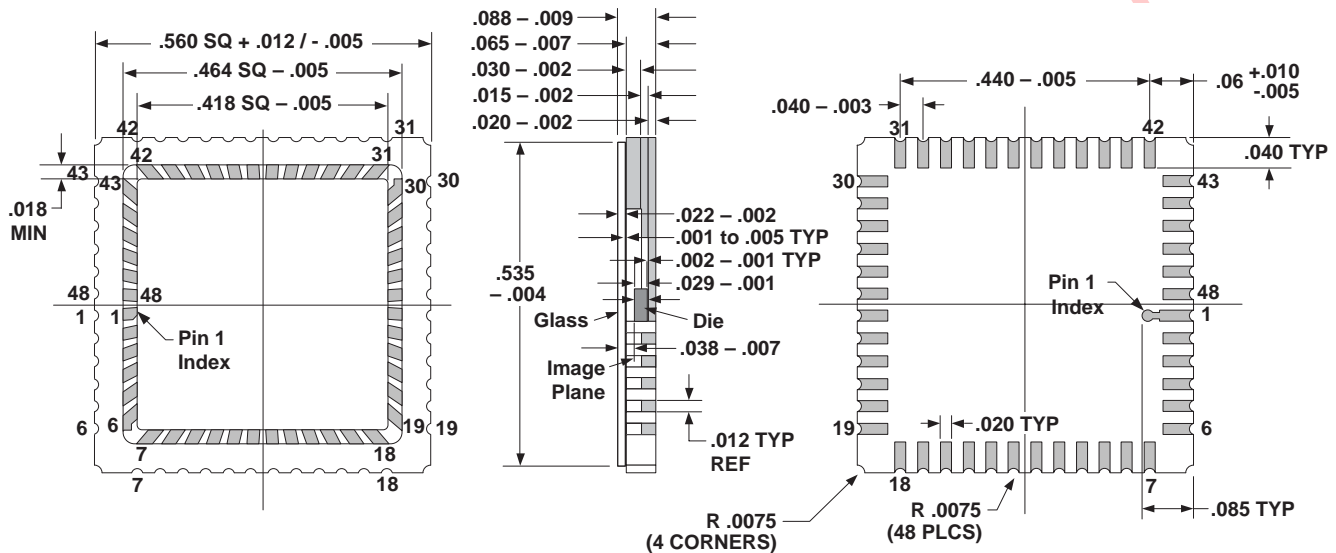 .560 SQ + .012 / - .005
.464 SQ – .005
.418 SQ – .005
42
31
42
31
43
43
30
30
.018
MIN
48
48
1
1
Pin 1
Index
6
6
19
19
7
18
7
18
.088 – .009
.065 – .007
.030 – .002
.015 – .002
.020 – .002
.022 – .002
.001 to .005 TYP
.002 – .001 TYP
.029 – .001
.535
– .004
Glass
Die
.038 – .007
Image
Plane
.012 TYP
REF
.440 – .005
.06 +.010
-.005
.040 – .003
31
42
.040 TYP
30
43
Pin 1
Index
48
1
19
6
.020 TYP
18
7
R .0075
(4 CORNERS)
R .0075
(48 PLCS)
.085 TYP